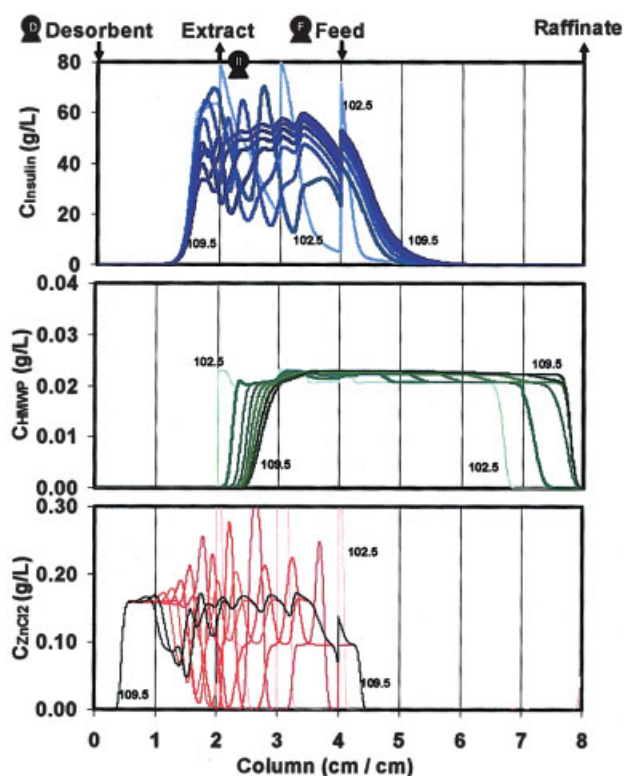 D Desorbent Extract F Feed Raffinate
80
II
102.5
60
CInsulin (g/L)
40
20
109.5 102.5 109.5
0
0.04
CHMWP (g/L)
0.03
102.5 109.5
0.02
0.01
109.5 102.5
0.00
0.30
CZnCl2 (g/L)
102.5
0.20
0.10
109.5 109.5
0.00
0 1 2 3 4 5 6 7 8
Column (cm / cm)